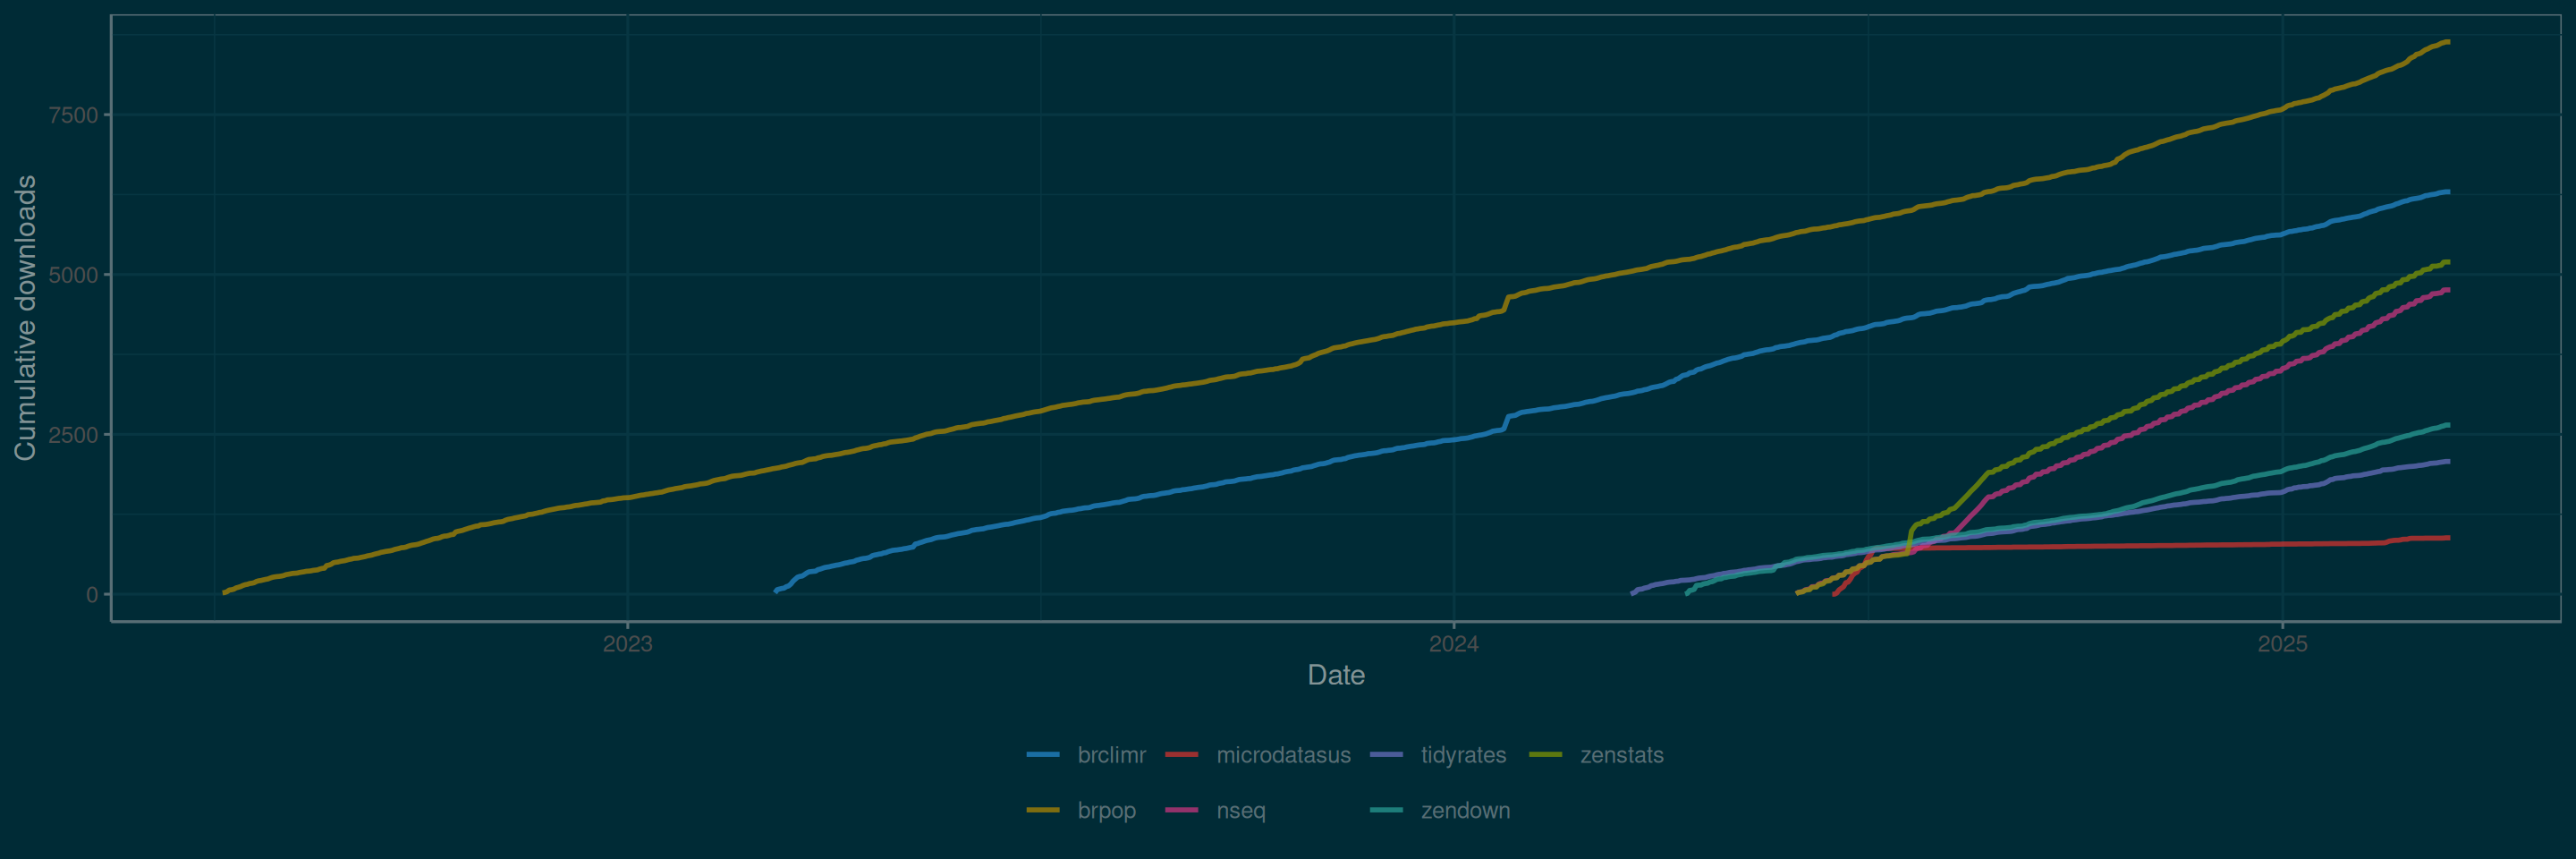 Cumulative downloads
7500
5000
2500
0
2023 2024 2025
Date
brclimr microdatasus tidyrates zenstats
brpop nseq zendown